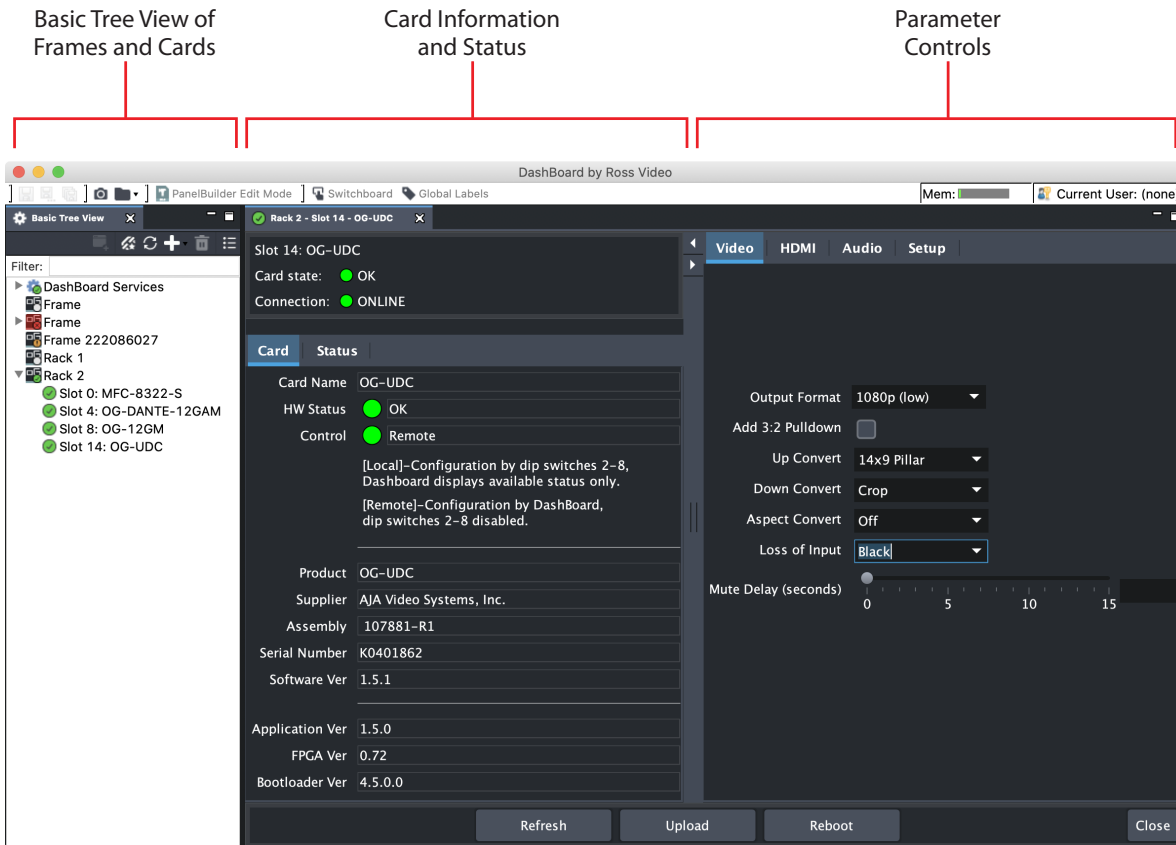 Basic Tree View of
Frames and Cards
Card Information
and Status
Parameter
Controls
DashBoard by Ross Video
PanelBuilder Edit Mode
Switchboard
Global Labels
Mem:
Current User: (none
Basic Tree View
Rack 2 - Slot 14 - OG-UDC
Filter:
DashBoard Services
Frame
Frame
Frame 222086027
Rack 1
Rack 2
Slot 0: MFC-8322-S
Slot 4: OG-DANTE-12GAM
Slot 8: OG-12GM
Slot 14: OG-UDC
Slot 14: OG-UDC
Card state: OK
Connection: ONLINE
Card Status
Card Name OG-UDC
HW Status OK
Control Remote
[Local]-Configuration by dip switches 2-8,
Dashboard displays available status only.
[Remote]-Configuration by DashBoard,
dip switches 2-8 disabled.
Product OG-UDC
Supplier AJA Video Systems, Inc.
Assembly 107881-R1
Serial Number K0401862
Software Ver 1.5.1
Application Ver 1.5.0
FPGA Ver 0.72
Bootloader Ver 4.5.0.0
Video HDMI Audio Setup
Output Format 1080p (low)
Add 3:2 Pulldown
Up Convert 14x9 Pillar
Down Convert Crop
Aspect Convert Off
Loss of Input Black
Mute Delay (seconds)
0 5 10 15
Refresh Upload Reboot Close